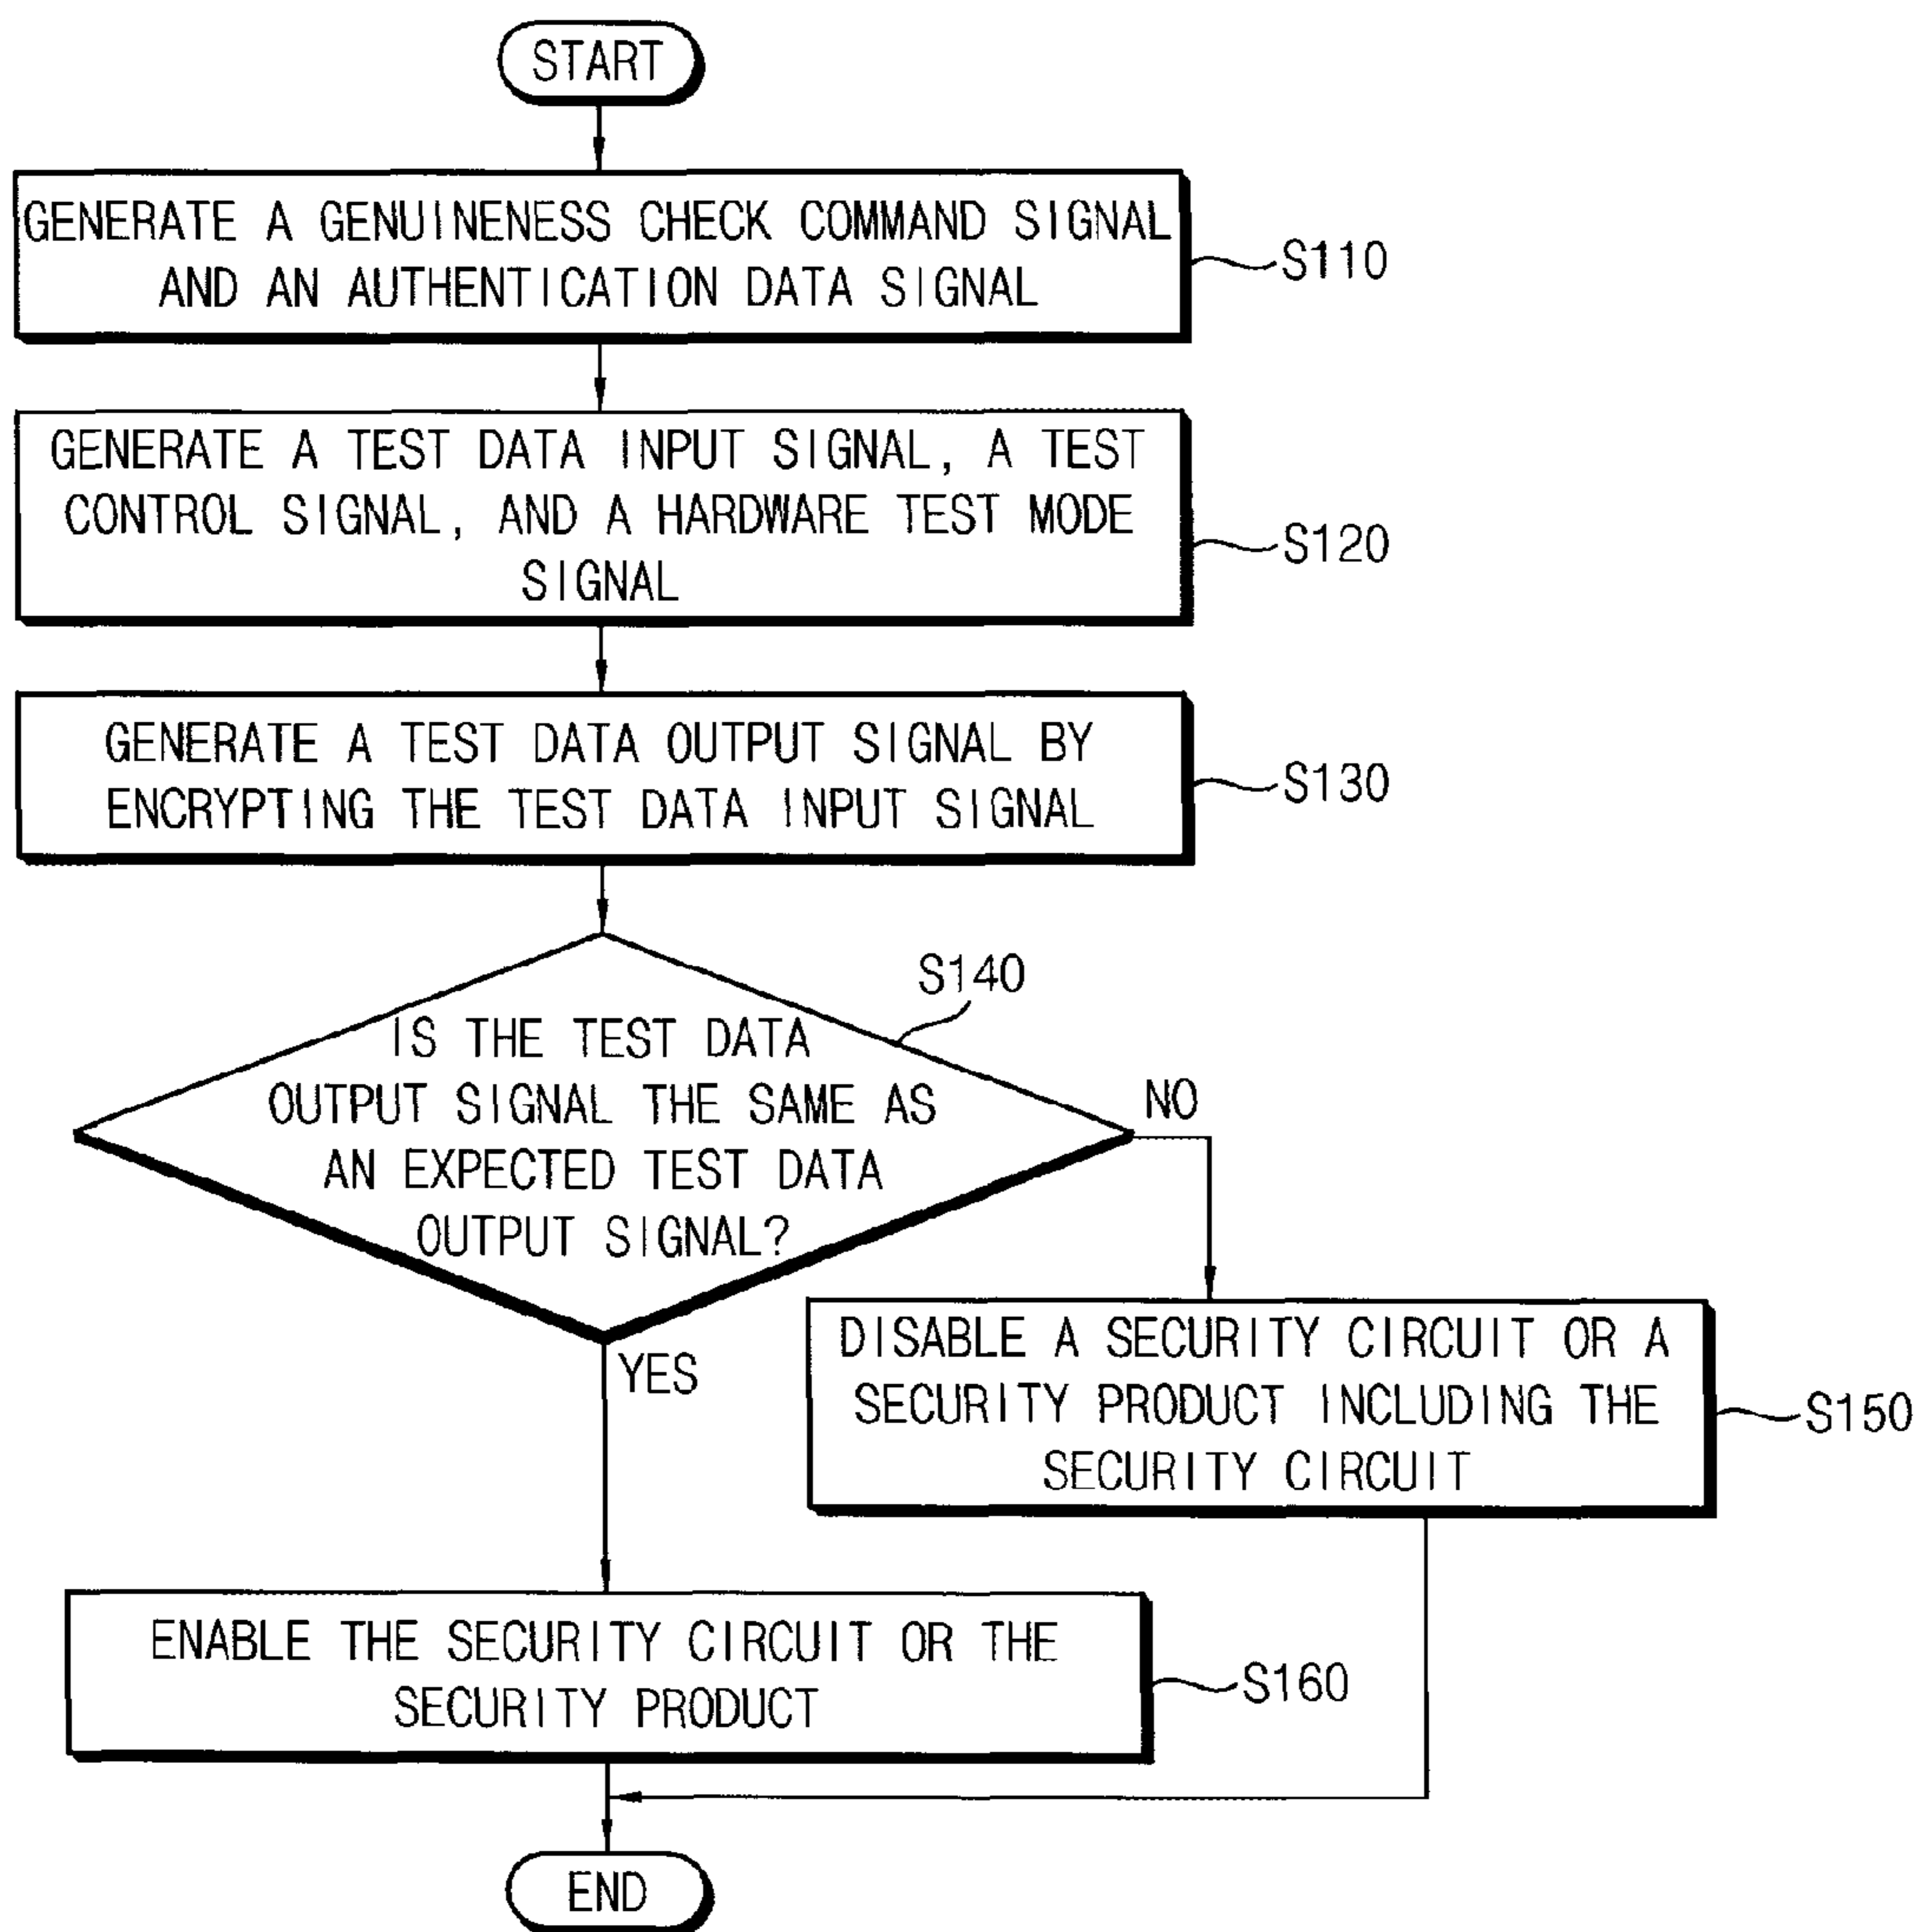 START
GENERATE A GENUINENESS CHECK COMMAND SIGNAL
AND AN AUTHENTICATION DATA SIGNAL
S110
GENERATE A TEST DATA INPUT SIGNAL, A TEST
CONTROL SIGNAL, AND A HARDWARE TEST MODE
SIGNAL
S120
GENERATE A TEST DATA OUTPUT SIGNAL BY
ENCRYPTING THE TEST DATA INPUT SIGNAL
S130
S140
IS THE TEST DATA
OUTPUT SIGNAL THE SAME AS
AN EXPECTED TEST DATA
OUTPUT SIGNAL?
NO
YES
DISABLE A SECURITY CIRCUIT OR A
SECURITY PRODUCT INCLUDING THE
SECURITY CIRCUIT
S150
ENABLE THE SECURITY CIRCUIT OR THE
SECURITY PRODUCT
S160
END